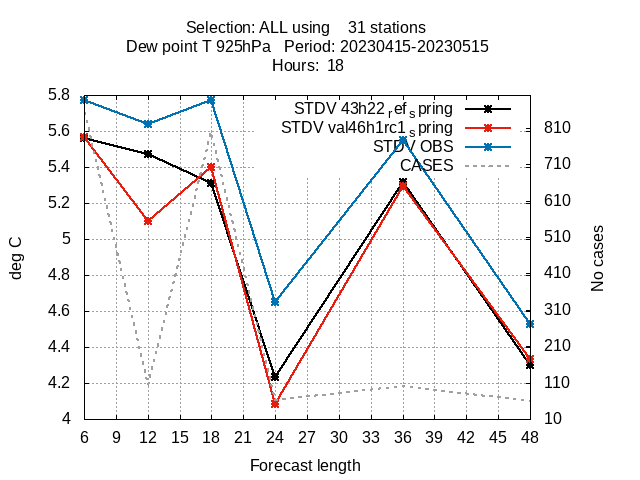 Selection: ALL using 31 stations
Dew point T 925hPa Period: 20230415-20230515
Hours: 18
STDV 43h22_ref_spring
STDV val46h1rc1_spring
STDV OBS
CASES
5.8
5.6
5.4
5.2
5
4.8
4.6
4.4
4.2
4
deg C
810
710
610
510
410
310
210
110
10
No cases
6 9 12 15 18 21 24 27 30 33 36 39 42 45 48
Forecast length